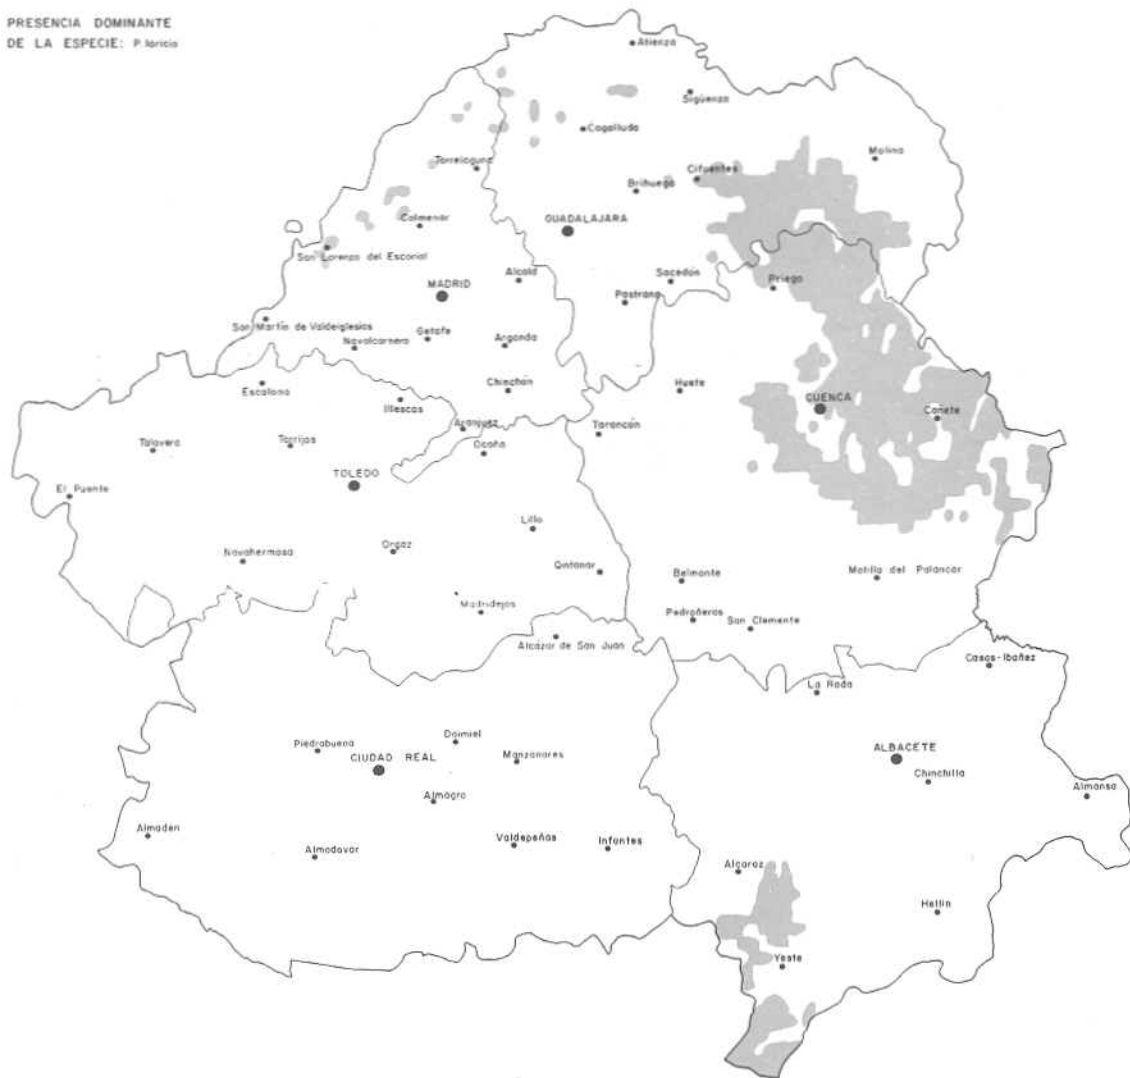 PRESENCIA DOMINANTE
DE LA ESPECIE: P. laricio
Atienza
Sigüenza
Cogolludo
Molina
Torrelaguna
Cifuentes
Brihuega
Colmenar
GUADALAJARA
San Lorenzo del Escorial
Alcalá
Sacedón
MADRID
Priego
Pastrana
San Martín de Valdeiglesias
Getafe
Navalcarnero
Arganda
Escalona
Chinchón
Huete
Illescas
CUENCA
Cañete
Aranjuez
Tarancón
Talavera
Torrijos
Ocaña
TOLEDO
El Puente
Lillo
Orgaz
Navahermosa
Qintanar
Belmonte
Motilla del Palancar
Madridejos
Pedroñeras
San Clemente
Alcázar de San Juan
Casas-Ibañez
La Roda
Piedrabuena
Daimiel
CIUDAD REAL
Manzanares
ALBACETE
Chinchilla
Almansa
Almagro
Almaden
Almodovar
Valdepeñas
Infantes
Alcaraz
Hellin
Yeste